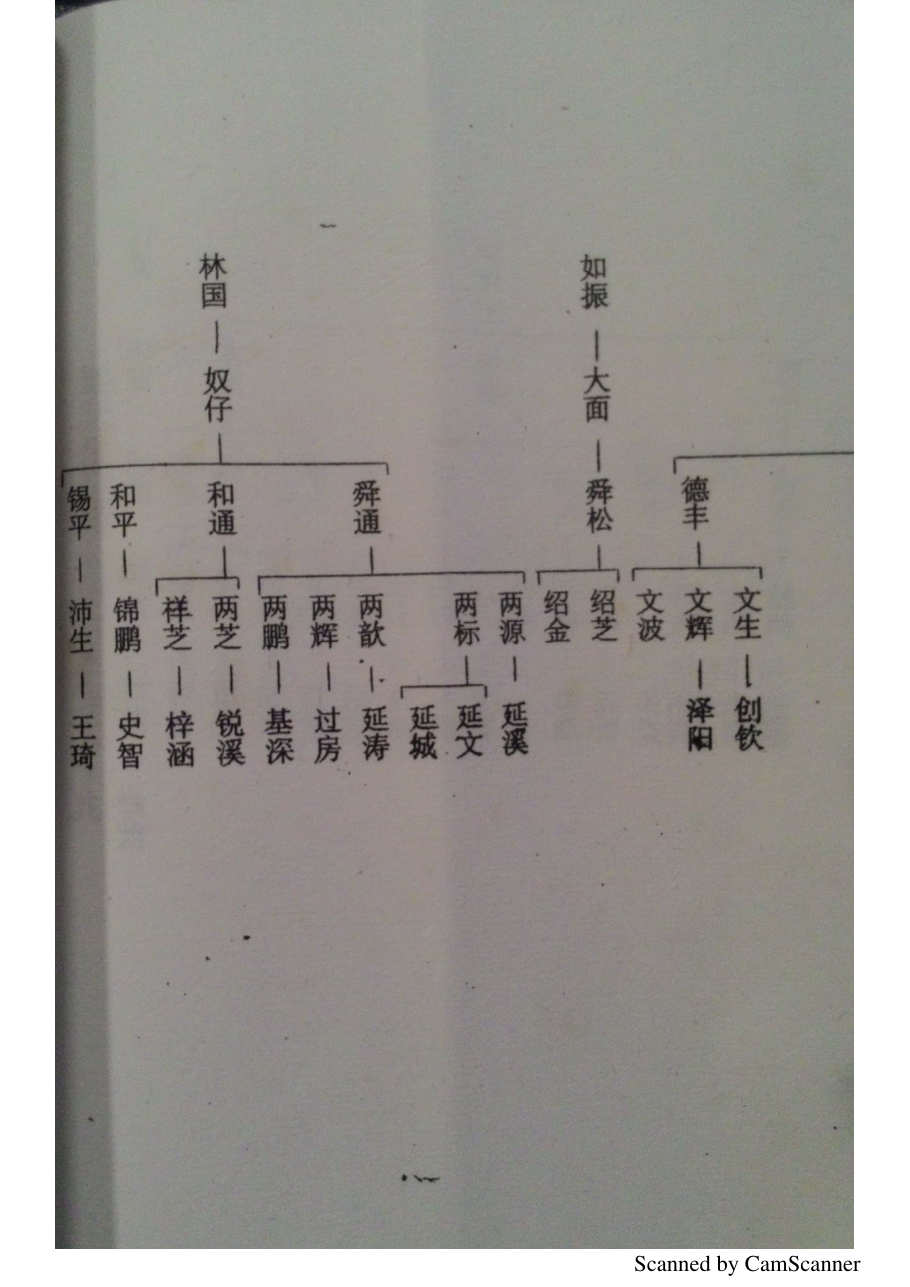 如振
大面
舜松
绍芝
绍金
德丰
文生
创钦
文辉
泽阳
文波
林国
奴仔
舜通
两源
延溪
两标
延文
延城
两歆
延涛
两辉
过房
两鹏
基深
和通
两芝
锐溪
祥芝
梓涵
和平
锦鹏
史智
锡平
沛生
王琦
Scanned by CamScanner